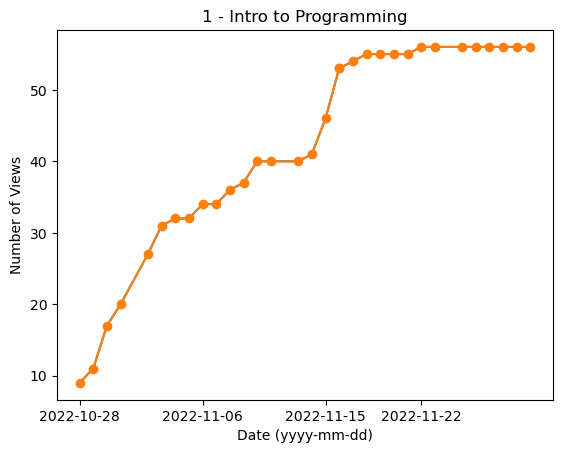 1 - Intro to Programming
Number of Views
50
40
30
20
10
2022-10-28 2022-11-06 2022-11-15 2022-11-22
Date (yyyy-mm-dd)